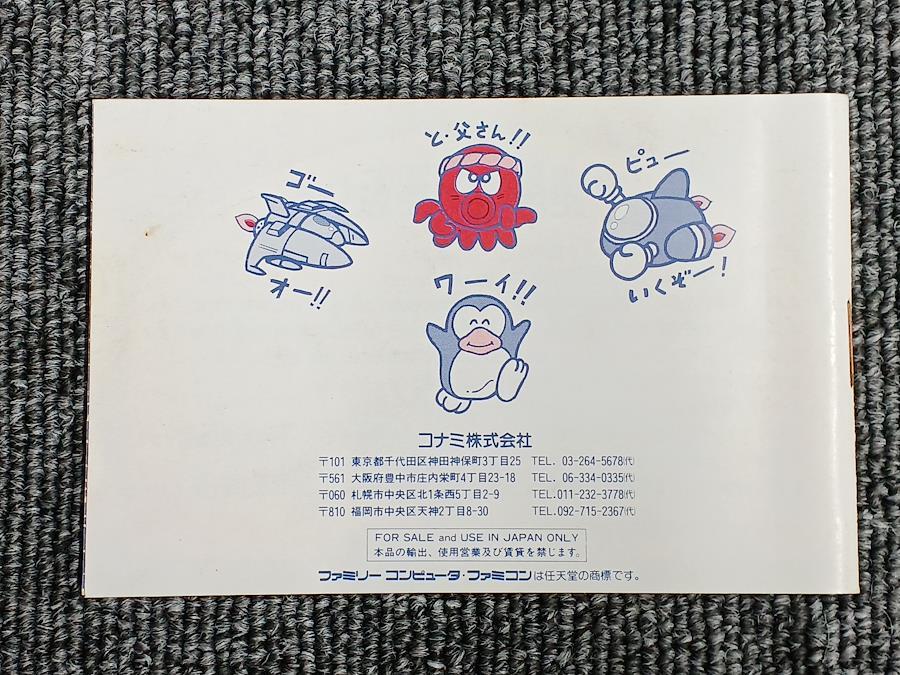 と・父さん!!
ゴー
オー!!
ピュー
いくぞー!
ワーイ!!
コナミ株式会社
〒101 東京都千代田区神田神保町3丁目25 TEL. 03-264-5678㈹
〒561 大阪府豊中市庄内栄町4丁目23-18 TEL. 06-334-0335㈹
〒060 札幌市中央区北1条西5丁目2-9 TEL.011-232-3778㈹
〒810 福岡市中央区天神2丁目8-30 TEL.092-715-2367㈹
FOR SALE and USE IN JAPAN ONLY
本品の輸出、使用営業及び賃貸を禁じます。
ファミリー コンピュータ・ファミコンは任天堂の商標です。